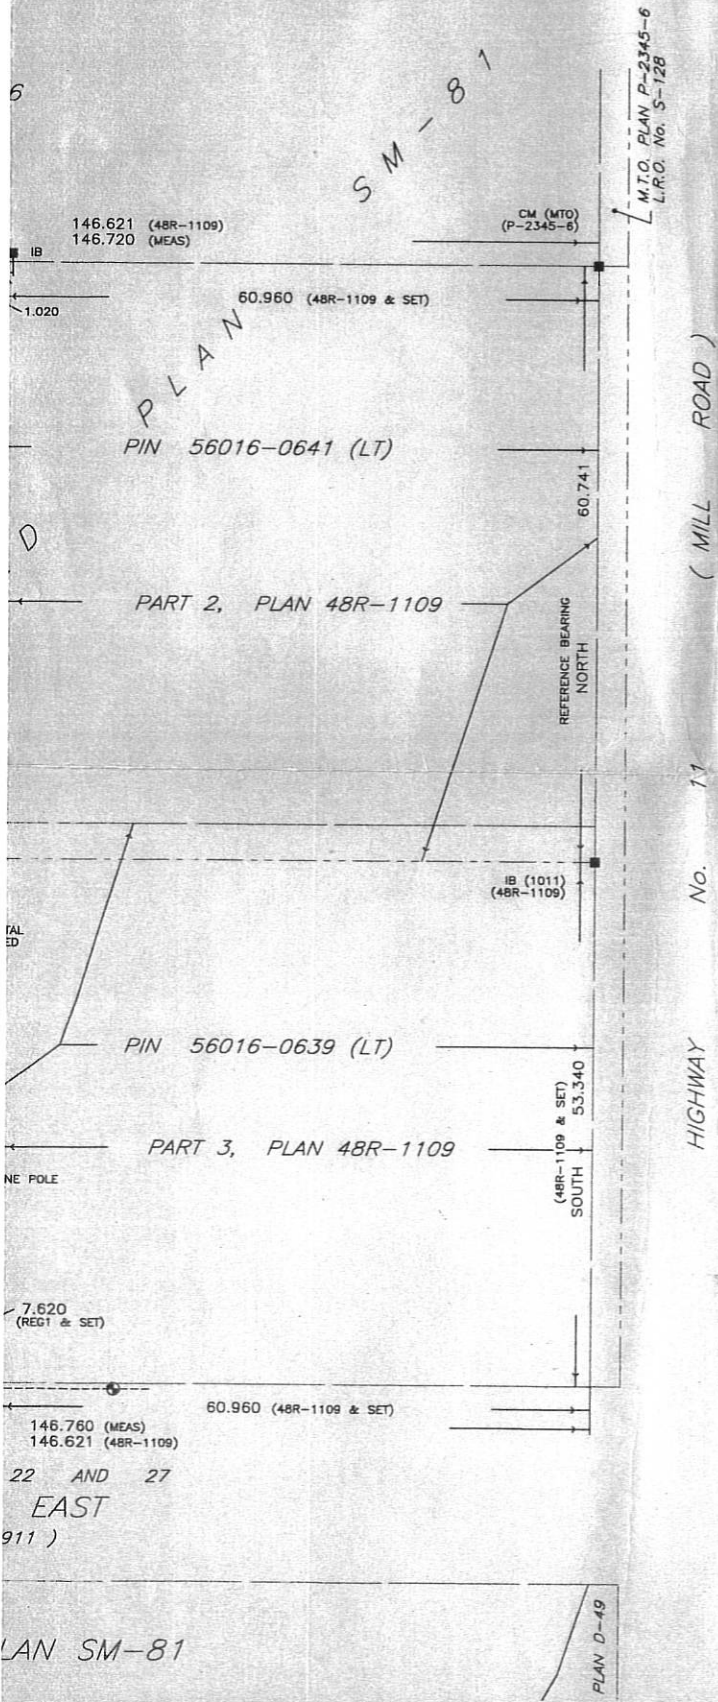 M.T.O. PLAN P-2345-6
L.R.O. No. S-128
6
PLAN SM-81
146.621 (48R-1109)
146.720 (MEAS)
IB
CM (MTO)
(P-2345-6)
1.020
60.960 (48R-1109 & SET)
PIN 56016-0641 (LT)
60.741
D
PART 2, PLAN 48R-1109
REFERENCE BEARING
NORTH
HIGHWAY No. 11 ( MILL ROAD )
IB (1011)
(48R-1109)
TAL
ED
PIN 56016-0639 (LT)
(48R-1109 & SET)
SOUTH 53.340
PART 3, PLAN 48R-1109
NE POLE
7.620
(REG1 & SET)
60.960 (48R-1109 & SET)
146.760 (MEAS)
146.621 (48R-1109)
22 AND 27
EAST
911 )
LAN SM-81
PLAN D-49